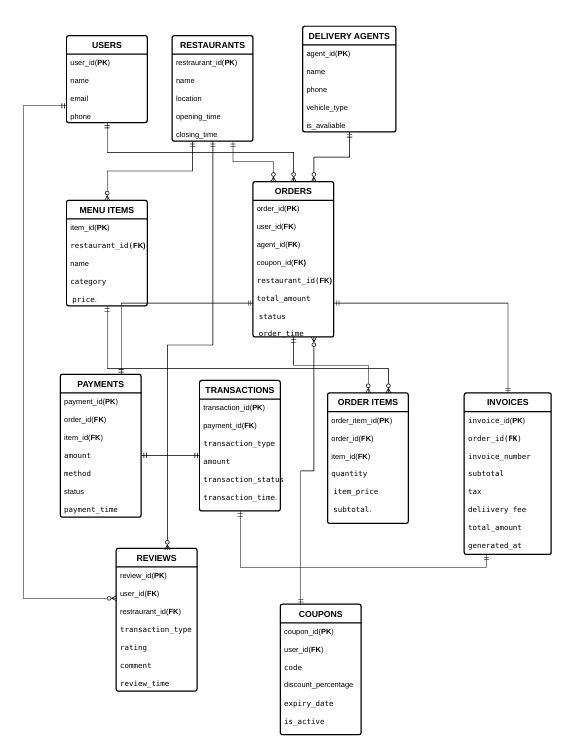 USERS
user_id(PK)
name
email
phone
RESTAURANTS
restraurant_id(PK)
name
location
opening_time
closing_time
DELIVERY AGENTS
agent_id(PK)
name
phone
vehicle_type
is_avaliable
MENU ITEMS
item_id(PK)
restaurant_id(FK)
name
category
price.
ORDERS
order_id(PK)
user_id(FK)
agent_id(FK)
coupon_id(FK)
restaurant_id(FK)
total_amount
status
order_time
PAYMENTS
payment_id(PK)
order_id(FK)
item_id(FK)
amount
method
status
payment_time
TRANSACTIONS
transaction_id(PK)
payment_id(FK)
transaction_type
amount
transaction_status
transaction_time.
ORDER ITEMS
order_item_id(PK)
order_id(FK)
item_id(FK)
quantity
item_price
subtotal.
INVOICES
invoice_id(PK)
order_id(FK)
invoice_number
subtotal
tax
deliivery fee
total_amount
generated_at
REVIEWS
review_id(PK)
user_id(FK)
restaurant_id(FK)
transaction_type
rating
comment
review_time
COUPONS
coupon_id(PK)
user_id(FK)
code
discount_percentage
expiry_date
is_active